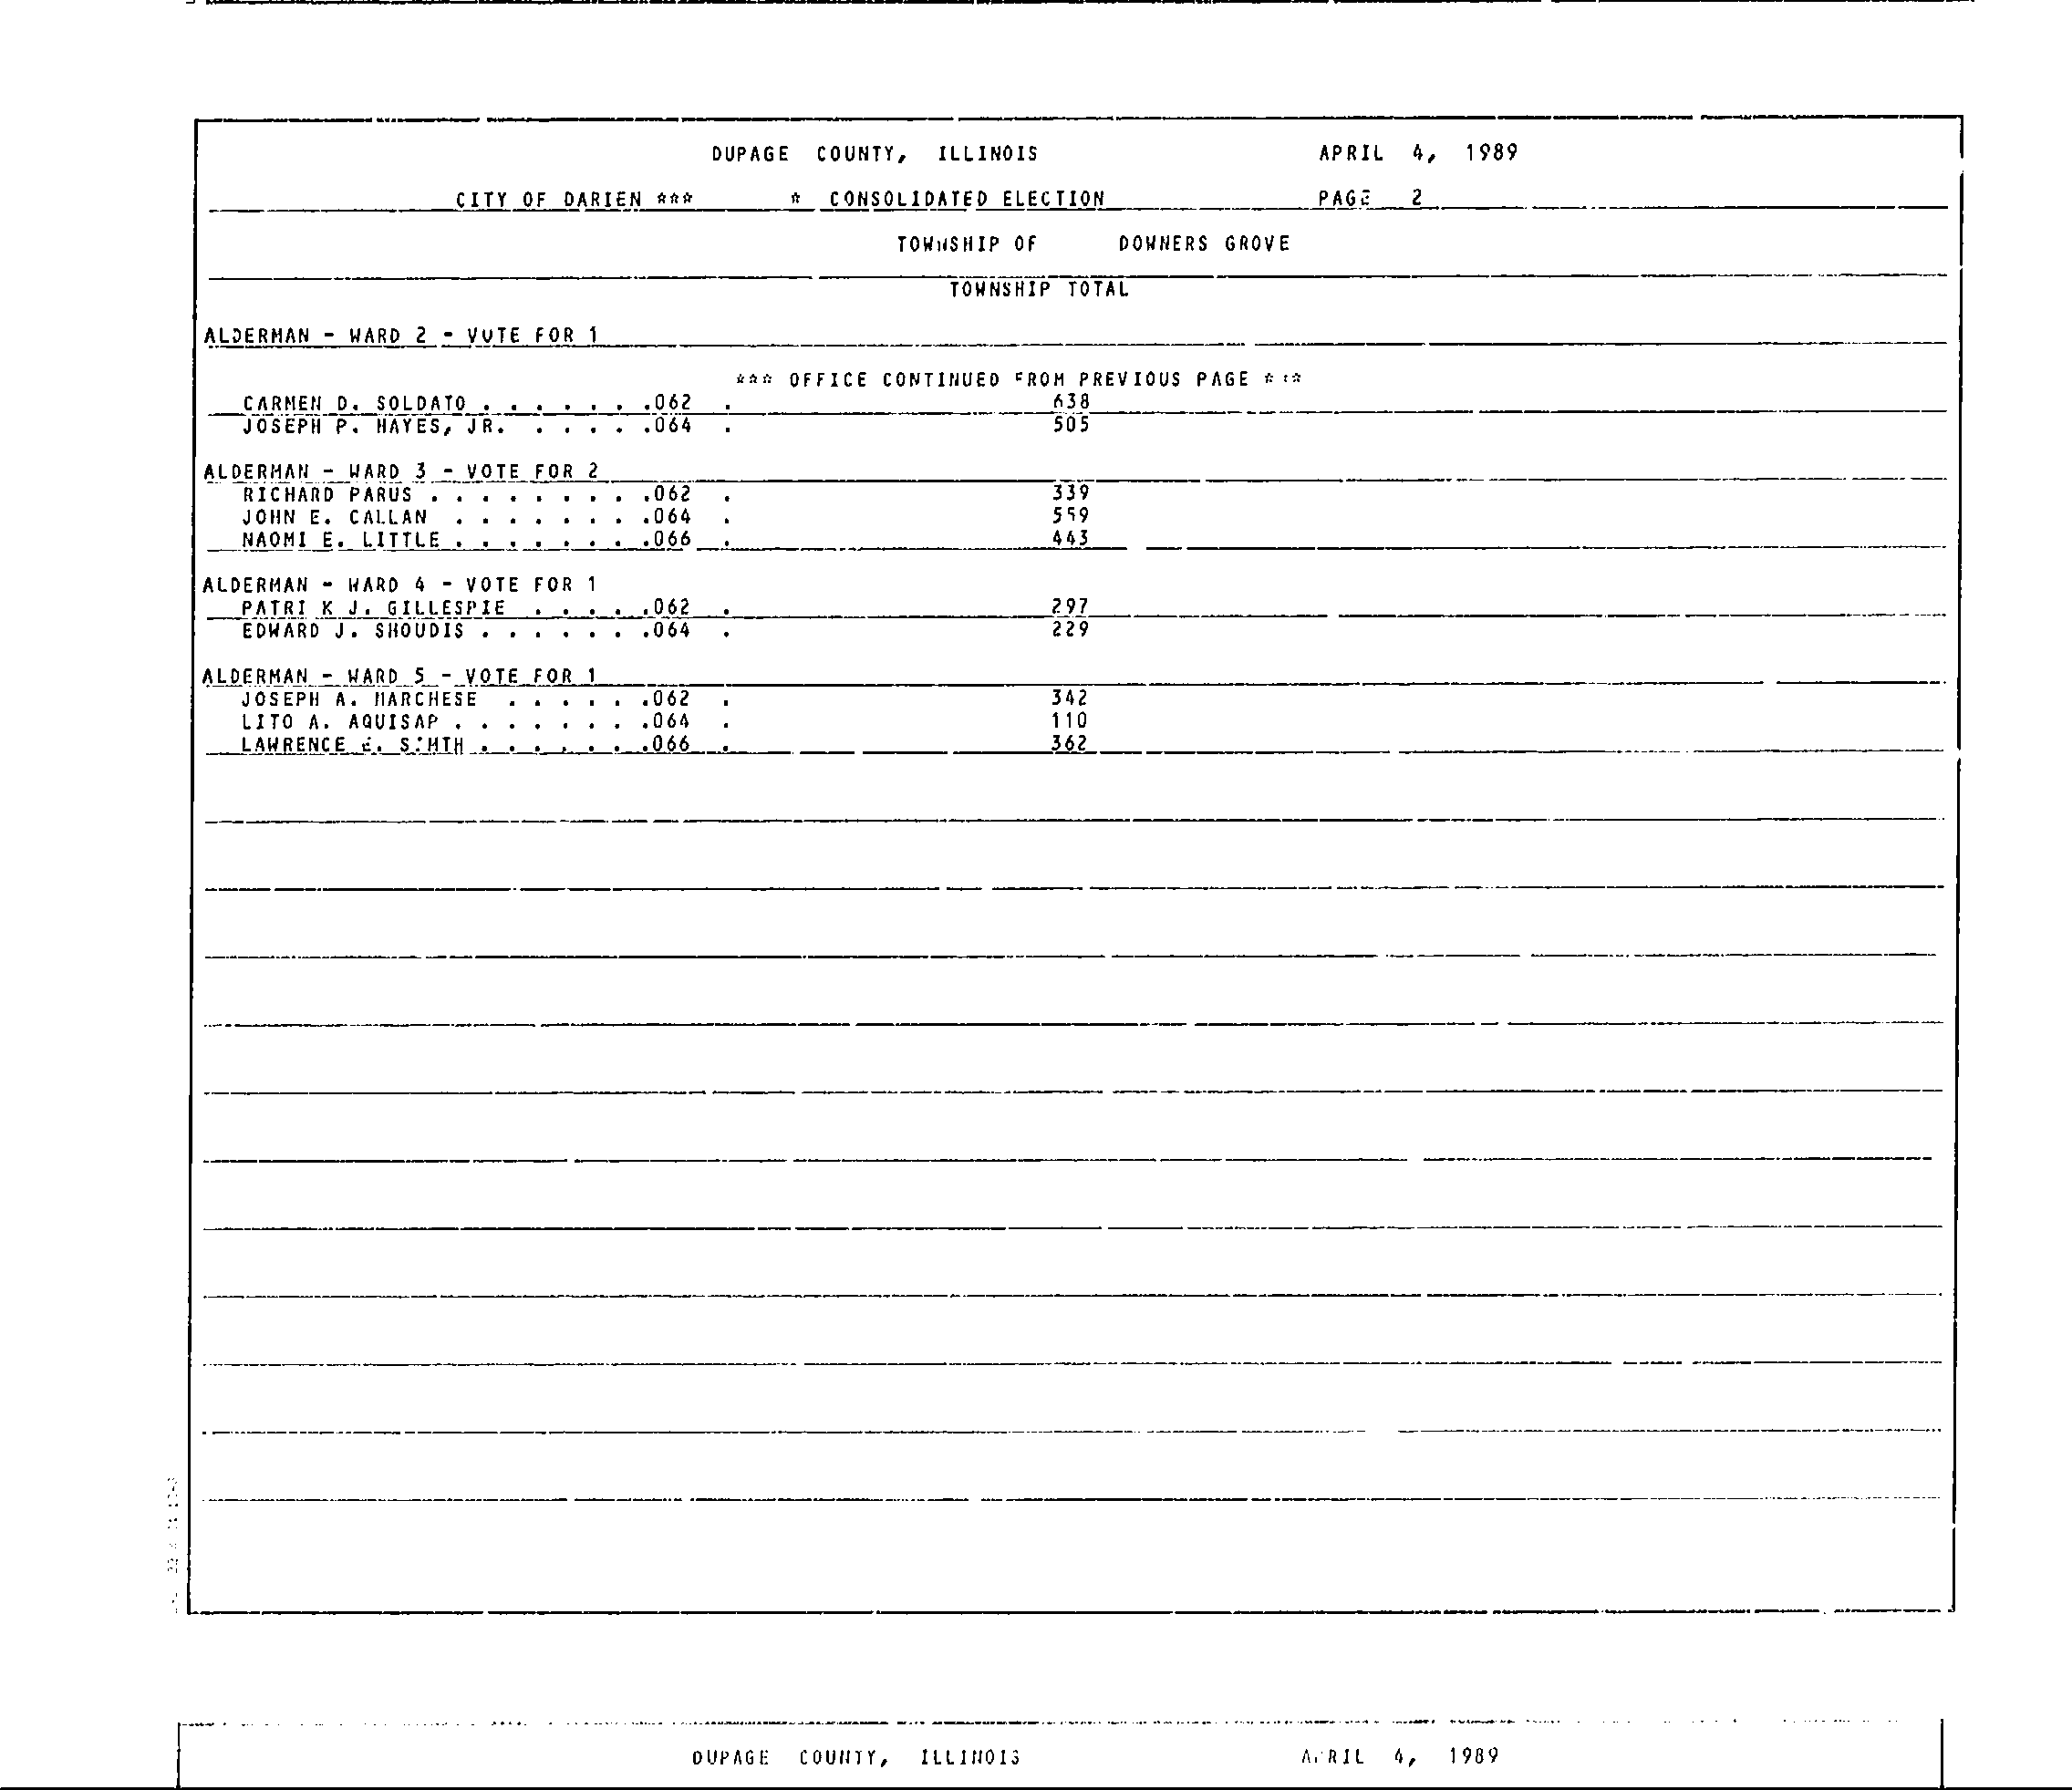 DUPAGE COUNTY, ILLINOIS APRIL 4, 1989
CITY OF DARIEN *** * CONSOLIDATED ELECTION PAGE 2
TOWNSHIP OF DOWNERS GROVE
TOWNSHIP TOTAL
ALDERMAN - WARD 2 - VOTE FOR 1
*** OFFICE CONTINUED FROM PREVIOUS PAGE ***
CARMEN D. SOLDATO . . . . . . .062 . 638
JOSEPH P. HAYES, JR. . . . . .064 . 505
ALDERMAN - WARD 3 - VOTE FOR 2
RICHARD PARUS . . . . . . . . .062 . 339
JOHN E. CALLAN . . . . . . . .064 . 559
NAOMI E. LITTLE . . . . . . . .066 . 443
ALDERMAN - WARD 4 - VOTE FOR 1
PATRI K J. GILLESPIE . . . . .062 . 297
EDWARD J. SHOUDIS . . . . . . .064 . 229
ALDERMAN - WARD 5 - VOTE FOR 1
JOSEPH A. MARCHESE . . . . . .062 . 342
LITO A. AQUISAP . . . . . . . .064 . 110
LAWRENCE . . . . . . .066 . 362
DUPAGE COUNTY, ILLINOIS APRIL 4, 1989